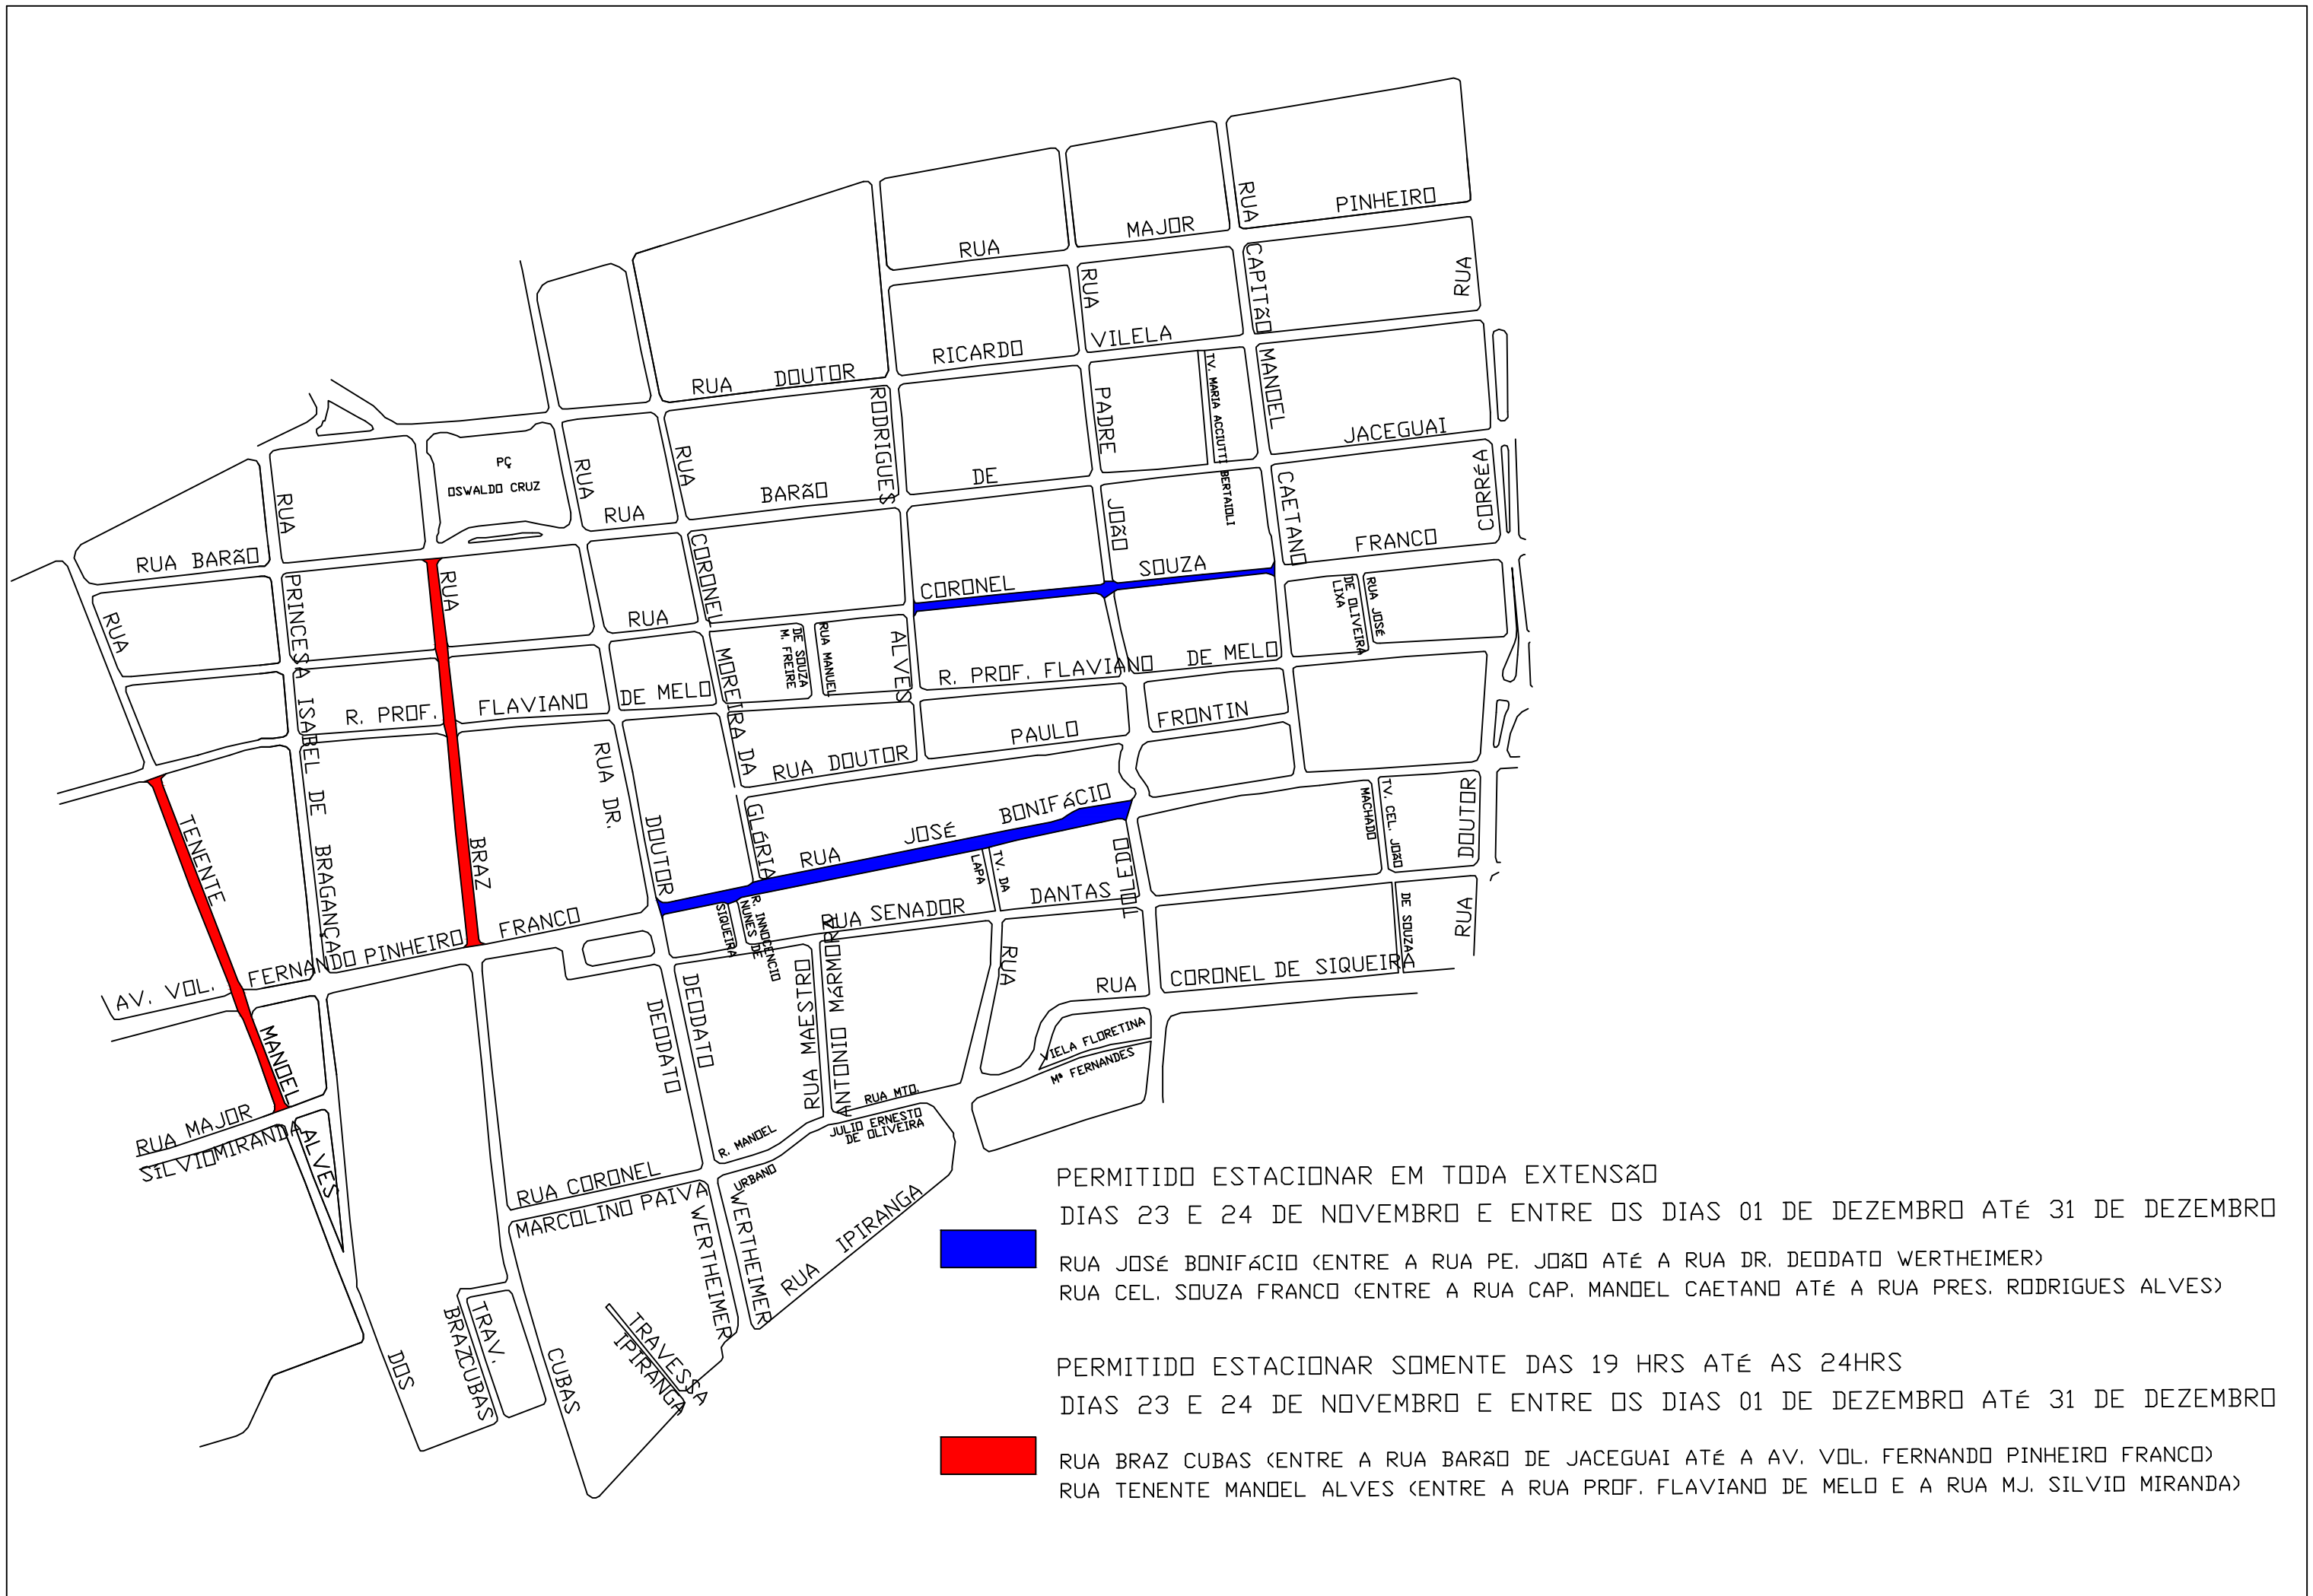 RUA
MAJOR
RUA
PINHEIRO
RUA
CAPITãO
RUA
VILELA
RICARDO
RUA DOUTOR
TV. MARIA ACCIUTTI BERTAIOLI
MANOEL
JACEGUAI
RODRIGUES
PADRE
DE
PÇ
OSWALDO CRUZ
RUA
RUA
RUA
RUA
BARãO
CAETANO
CORRÉA
JOãO
RUA BARãO
CORONEL
FRANCO
CORONEL
SOUZA
RUA
PRINCESA ISABEL DE BRAGANÇA
RUA
RUA
DE SOUZA
M. FREIRE
RUA MANUEL
ALVES
RUA JOSÉ
DE OLIVEIRA
LIXA
R. PROF. FLAVIANO DE MELO
MOREIRA DA
R. PROF.
FLAVIANO
DE MELO
FRONTIN
PAULO
RUA DOUTOR
RUA DR.
TENENTE
DOUTOR
GLÓRIA
RUA JOSÉ BONIFáCIO
TV. CEL. JOãO
MACHADO
DOUTOR
BRAZ
TV. DA
LAPA
TOLEDO
DANTAS
RUA SENADOR
R. INNOCENCIO
NUNES DE
SIQUEIRA
DE SOUZA
RUA
FRANCO
AV. VOL. FERNANDO PINHEIRO
DEODATO
DEODATO
RUA MAESTRO
ANTONIO MÁRMORA
RUA
RUA
CORONEL DE SIQUEIRA
MANOEL
VIELA FLORETINA
Mª FERNANDES
RUA MTO.
JULIO ERNESTO
DE OLIVEIRA
RUA MAJOR
SÍLVIO MIRANDA
ALVES
R. MANOEL
URBANO
RUA CORONEL
MARCOLINO PAIVA
WERTHEIMER
WERTHEIMER
RUA IPIRANGA
TRAV.
BRAZ CUBAS
DOS
CUBAS
TRAVESSA
IPIRANGA
PERMITIDO ESTACIONAR EM TODA EXTENSãO
DIAS 23 E 24 DE NOVEMBRO E ENTRE OS DIAS 01 DE DEZEMBRO ATÉ 31 DE DEZEMBRO
RUA JOSÉ BONIFáCIO (ENTRE A RUA PE. JOãO ATÉ A RUA DR. DEODATO WERTHEIMER)
RUA CEL. SOUZA FRANCO (ENTRE A RUA CAP. MANOEL CAETANO ATÉ A RUA PRES. RODRIGUES ALVES)
PERMITIDO ESTACIONAR SOMENTE DAS 19 HRS ATÉ AS 24HRS
DIAS 23 E 24 DE NOVEMBRO E ENTRE OS DIAS 01 DE DEZEMBRO ATÉ 31 DE DEZEMBRO
RUA BRAZ CUBAS (ENTRE A RUA BARãO DE JACEGUAI ATÉ A AV. VOL. FERNANDO PINHEIRO FRANCO)
RUA TENENTE MANOEL ALVES (ENTRE A RUA PROF. FLAVIANO DE MELO E A RUA MJ. SILVIO MIRANDA)